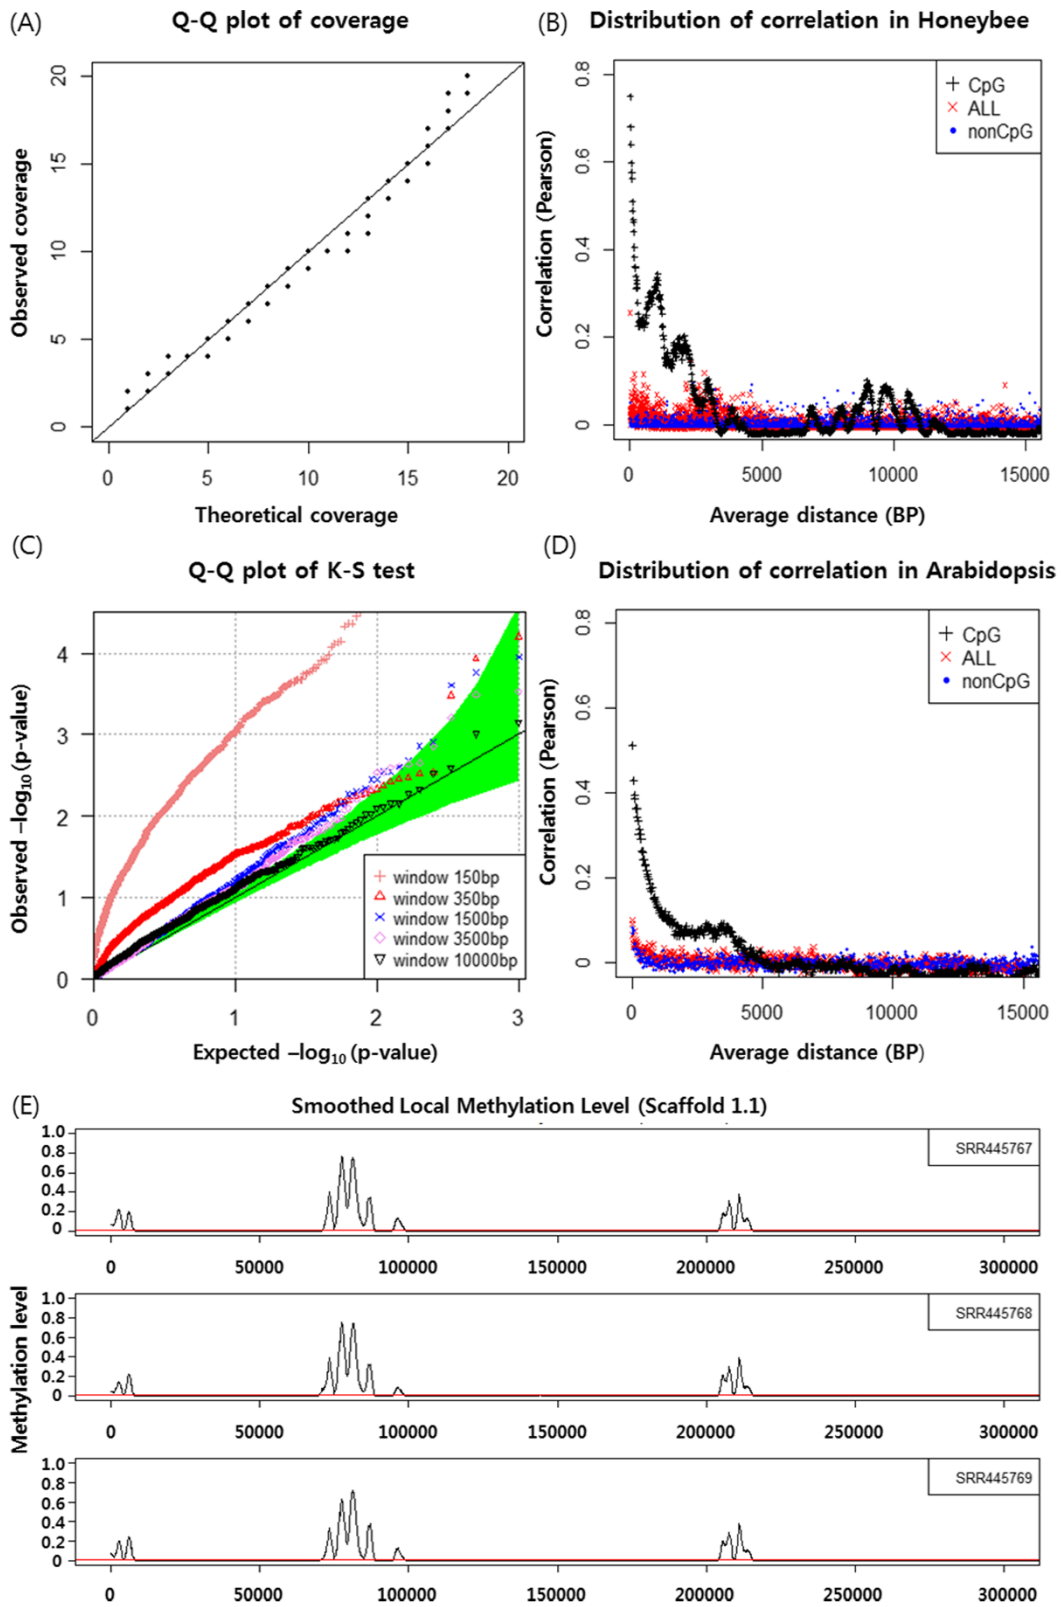 (A)
Q-Q plot of coverage
Observed coverage
20
15
10
5
0
0 5 10 15 20
Theoretical coverage
(B)
Distribution of correlation in Honeybee
Correlation (Pearson)
0.8
0.6
0.4
0.2
0
CpG
ALL
nonCpG
0 5000 10000 15000
Average distance (BP)
(C)
Q-Q plot of K-S test
Observed –log10 (p-value)
4
3
2
1
0
window 150bp
window 350bp
window 1500bp
window 3500bp
window 10000bp
0 1 2 3
Expected –log10 (p-value)
(D)
Distribution of correlation in Arabidopsis
Correlation (Pearson)
0.8
0.6
0.4
0.2
0
CpG
ALL
nonCpG
0 5000 10000 15000
Average distance (BP)
(E)
Smoothed Local Methylation Level (Scaffold 1.1)
Methylation level
1.0
0.8
0.6
0.4
0.2
0
SRR445767
0 50000 100000 150000 200000 250000 300000
1.0
0.8
0.6
0.4
0.2
0
SRR445768
0 50000 100000 150000 200000 250000 300000
1.0
0.8
0.6
0.4
0.2
0
SRR445769
0 50000 100000 150000 200000 250000 300000